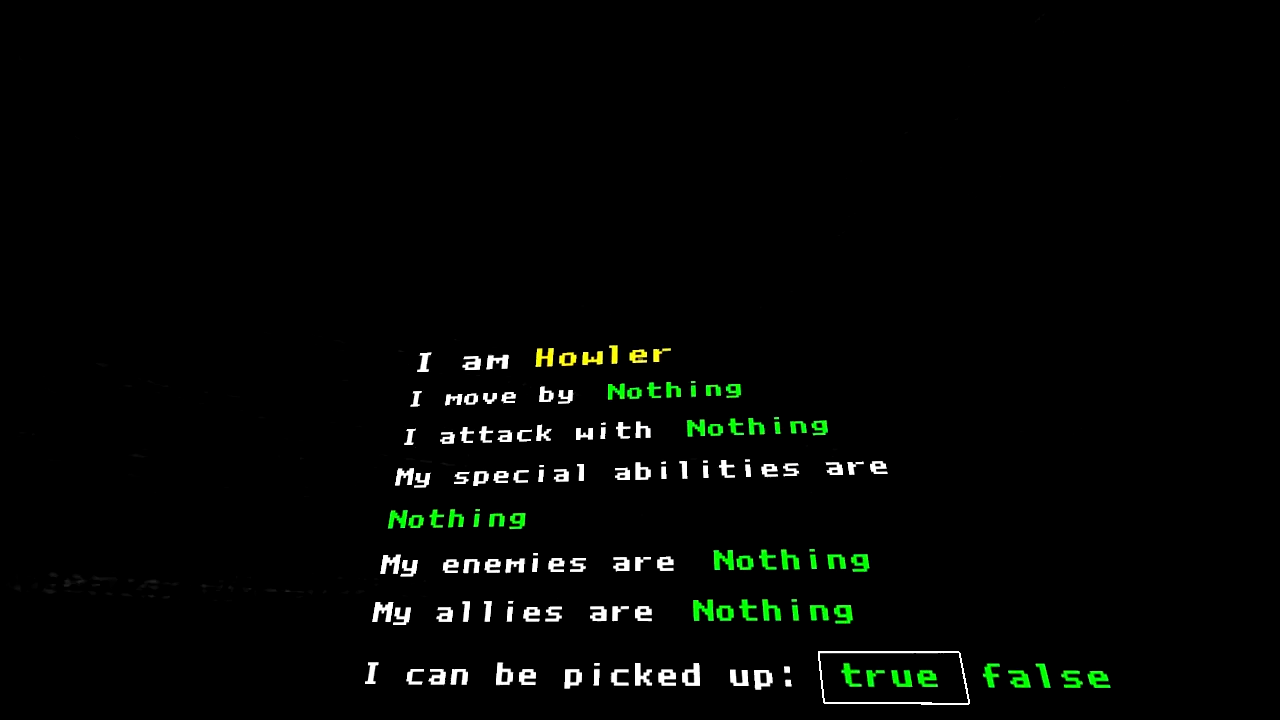 I am Howler
I move by Nothing
I attack with Nothing
My special abilities are
Nothing
My enemies are Nothing
My allies are Nothing
I can be picked up: true false